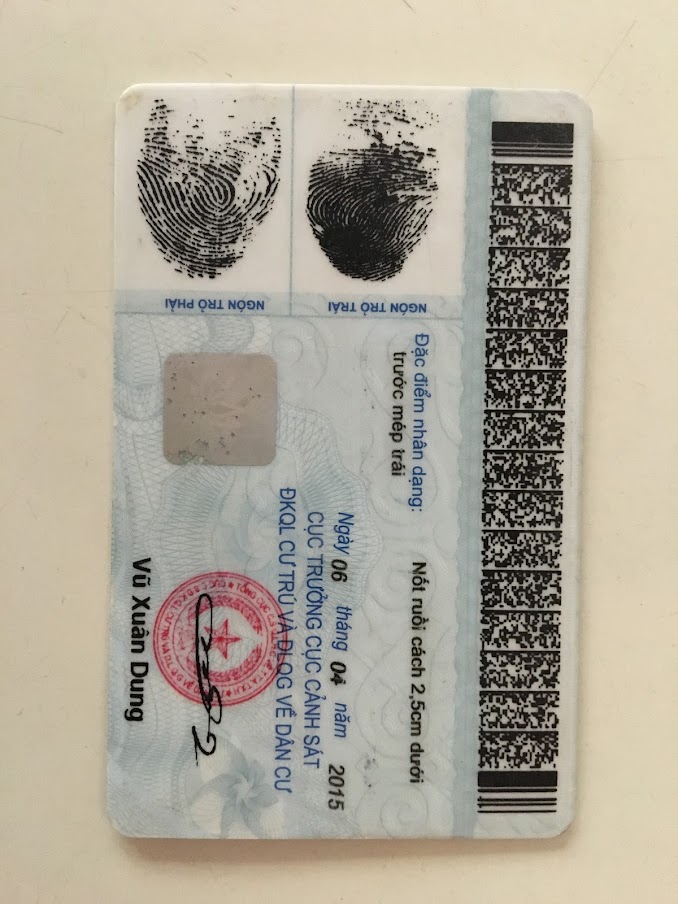 NGÓN TRỎ TRÁI
NGÓN TRỎ PHẢI
Đặc điểm nhân dạng: Nốt ruồi cách 2,5cm dưới
trước mép trái
Ngày 06 tháng 04 năm 2015
CỤC TRƯỞNG CỤC CẢNH SÁT
ĐKQL CƯ TRÚ VÀ DLQG VỀ DÂN CƯ
Vũ Xuân Dung